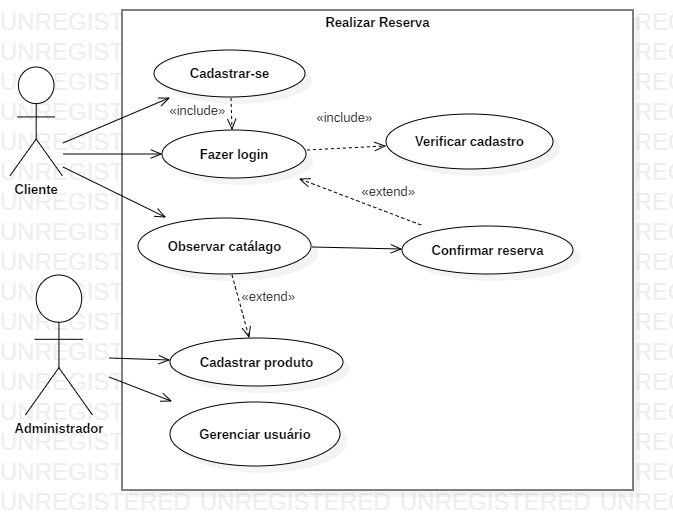 Realizar Reserva
Cadastrar-se
«include»
«include»
Fazer login
Verificar cadastro
Cliente
«extend»
Observar catálago
Confirmar reserva
«extend»
Cadastrar produto
Administrador
Gerenciar usuário
UNREGISTERED UNREGISTERED UNREGISTERED UNREGISTERED